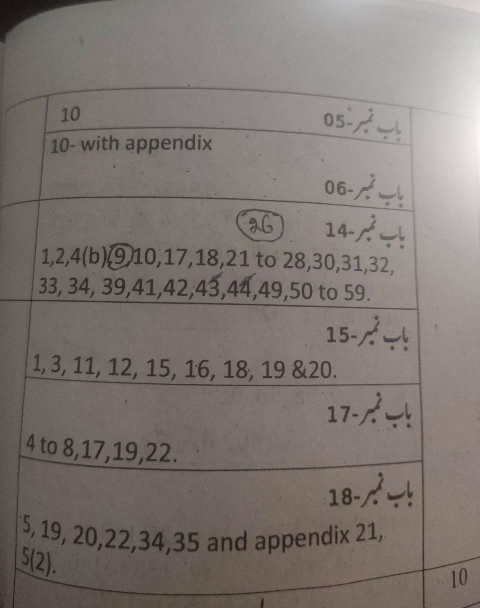 10
باب نمبر-05
10- with appendix
باب نمبر-06
26
باب نمبر-14
1,2,4(b),9,10,17,18,21 to 28,30,31,32,
33, 34, 39,41,42,43,44,49,50 to 59.
باب نمبر-15
1, 3, 11, 12, 15, 16, 18, 19 &20.
باب نمبر-17
4 to 8,17,19,22.
باب نمبر-18
5, 19, 20,22,34,35 and appendix 21,
5(2).
10